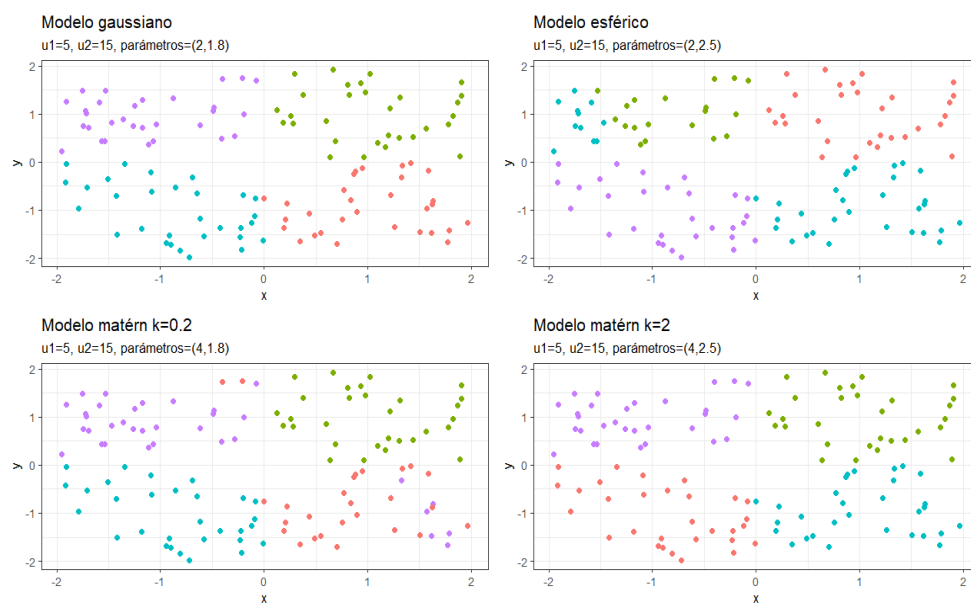 Modelo gaussiano
u1=5, u2=15, parámetros=(2,1.8)
2
1
0
-1
-2
y
-2
-1
0
1
2
x
Modelo esférico
u1=5, u2=15, parámetros=(2,2.5)
2
1
0
-1
-2
y
-2
-1
0
1
2
x
Modelo matérn k=0.2
u1=5, u2=15, parámetros=(4,1.8)
2
1
0
-1
-2
y
-2
-1
0
1
2
x
Modelo matérn k=2
u1=5, u2=15, parámetros=(4,2.5)
2
1
0
-1
-2
y
-2
-1
0
1
2
x